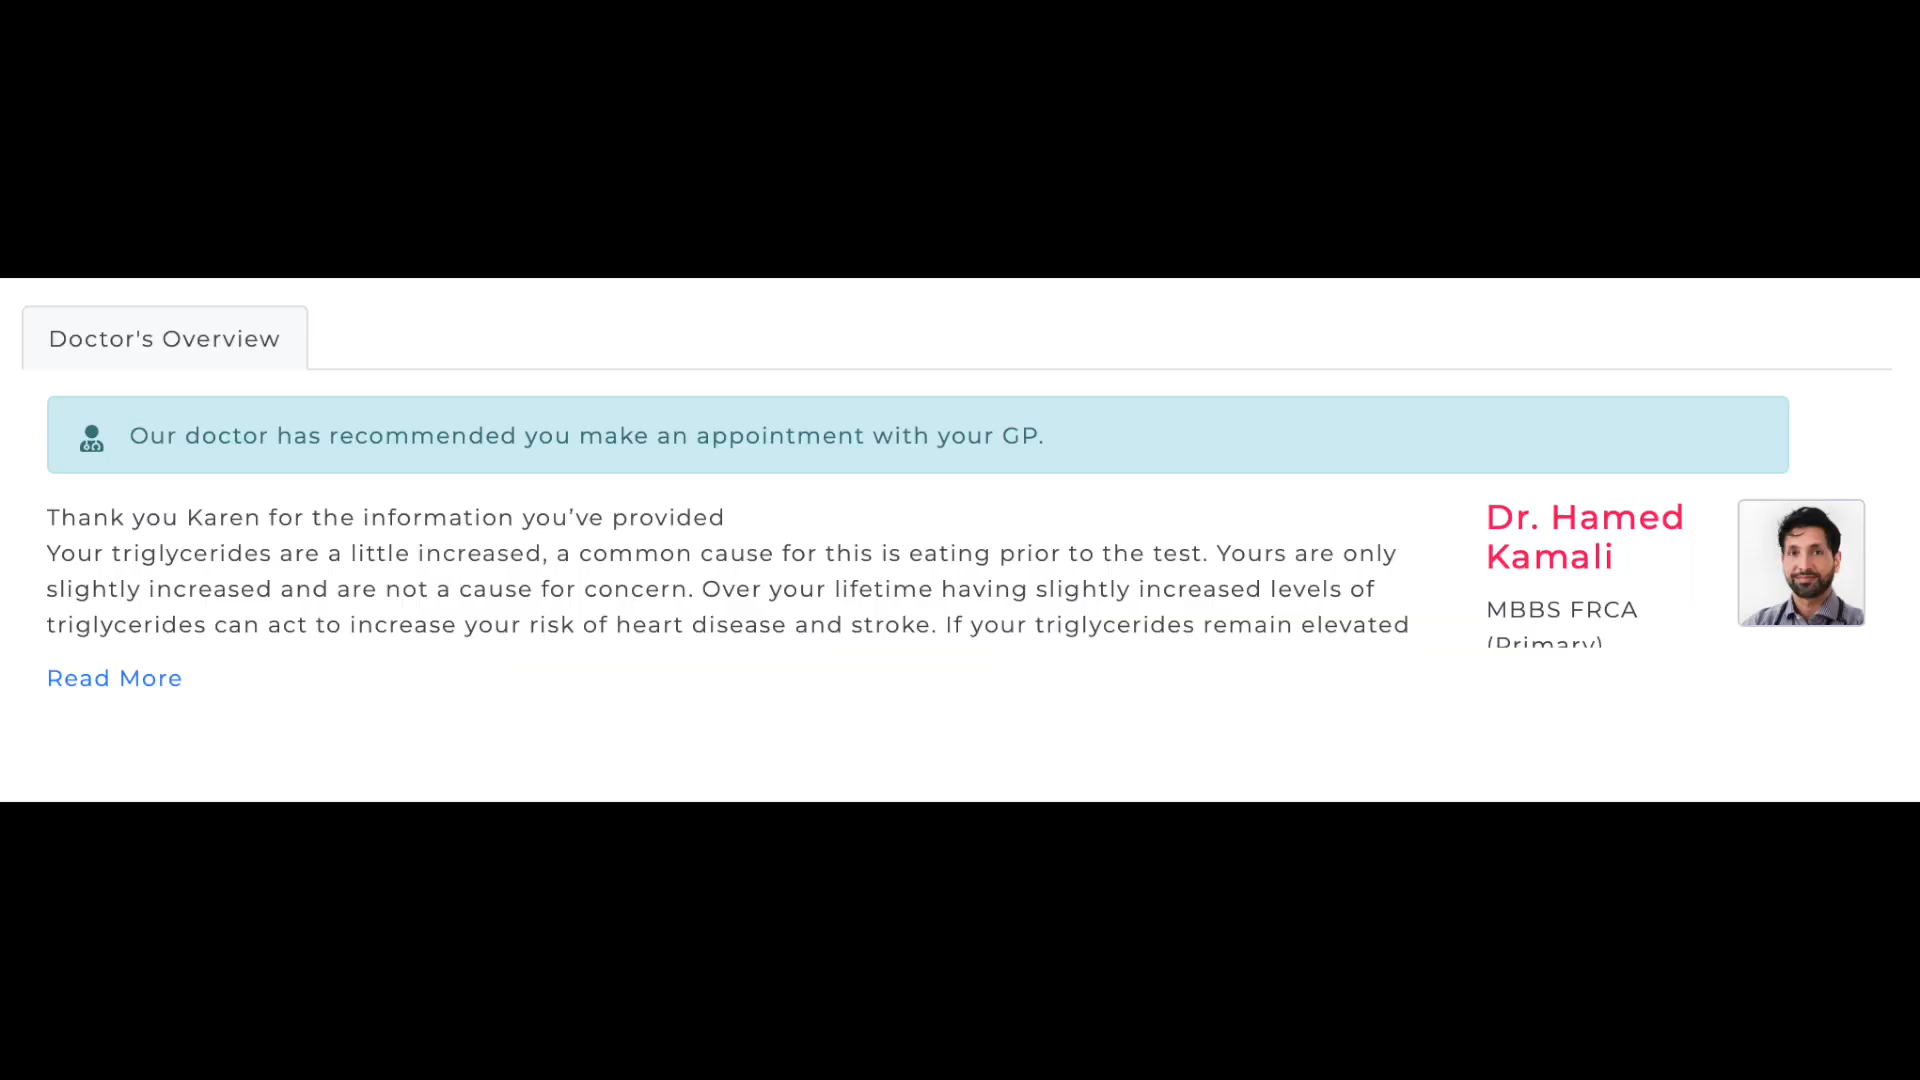 Doctor's Overview
Our doctor has recommended you make an appointment with your GP.
Thank you Karen for the information you’ve provided
Your triglycerides are a little increased, a common cause for this is eating prior to the test. Yours are only
slightly increased and are not a cause for concern. Over your lifetime having slightly increased levels of
triglycerides can act to increase your risk of heart disease and stroke. If your triglycerides remain elevated
Read More
Dr. Hamed
Kamali
MBBS FRCA
(Primary)